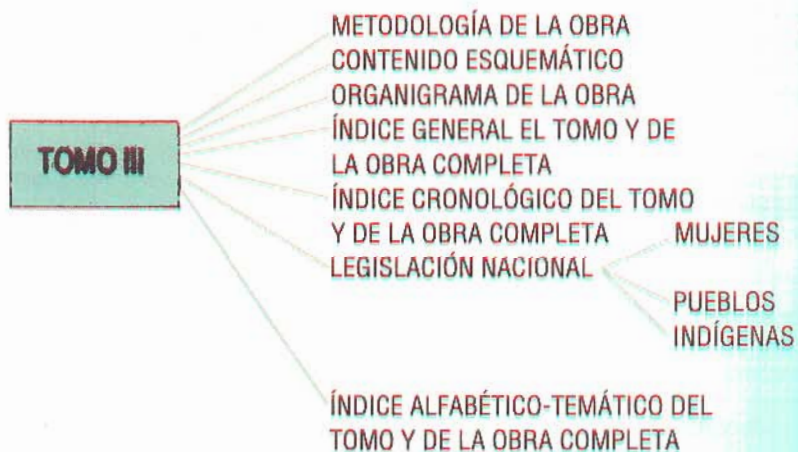 TOMO III
METODOLOGÍA DE LA OBRA
CONTENIDO ESQUEMÁTICO
ORGANIGRAMA DE LA OBRA
ÍNDICE GENERAL EL TOMO Y DE
LA OBRA COMPLETA
ÍNDICE CRONOLÓGICO DEL TOMO
Y DE LA OBRA COMPLETA
LEGISLACIÓN NACIONAL
MUJERES
PUEBLOS
INDÍGENAS
ÍNDICE ALFABÉTICO-TEMÁTICO DEL
TOMO Y DE LA OBRA COMPLETA